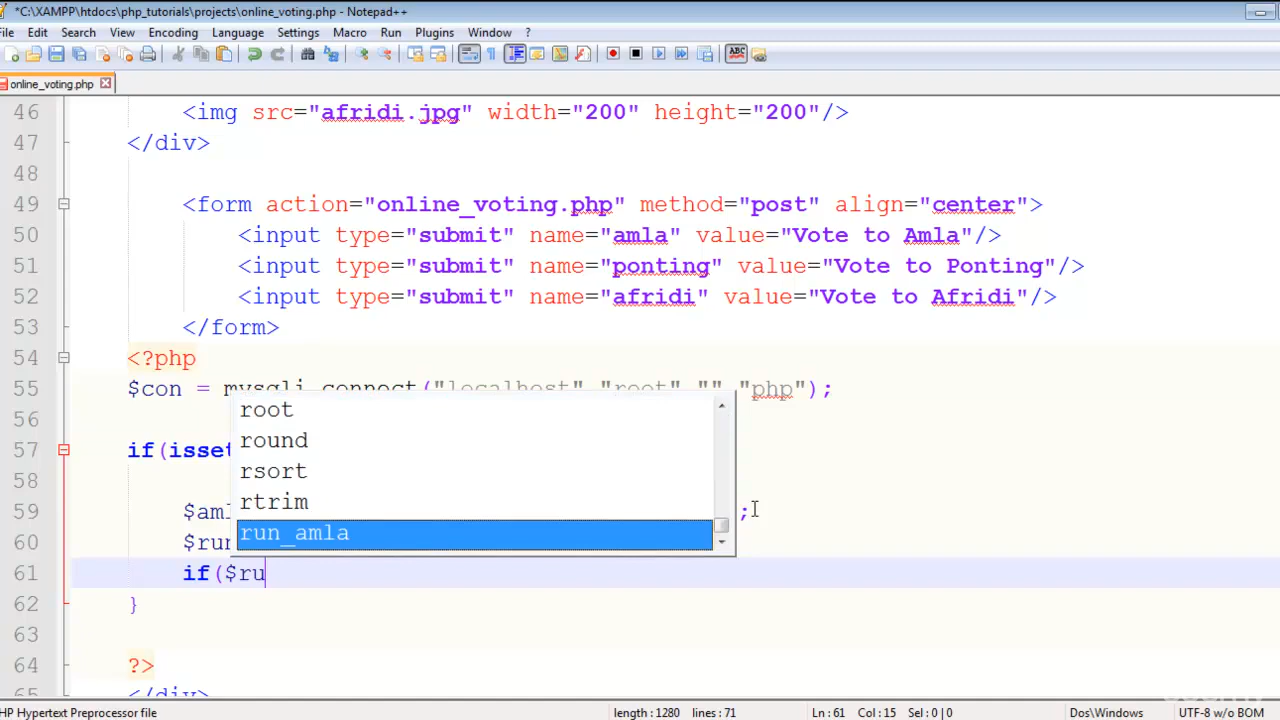 *C:\XAMPP\htdocs\php_tutorials\projects\online_voting.php - Notepad++
File Edit Search View Encoding Language Settings Macro Run Plugins Window ?
online_voting.php
46 <img src="afridi.jpg" width="200" height="200"/>
47 </div>
48
49 <form action="online_voting.php" method="post" align="center">
50 <input type="submit" name="amla" value="Vote to Amla"/>
51 <input type="submit" name="ponting" value="Vote to Ponting"/>
52 <input type="submit" name="afridi" value="Vote to Afridi"/>
53 </form>
54 <?php
55 $con = mysqli_connect("localhost","root","","php");
root
56
round
57 if(isset
rsort
58
rtrim
59 $aml ;
run_amla
60 $run
61 if($ru
62 }
63
64 ?>
65 </div>
HP Hypertext Preprocessor file length : 1280 lines : 71 Ln : 61 Col : 15 Sel : 0 | 0 Dos\Windows UTF-8 w/o BOM